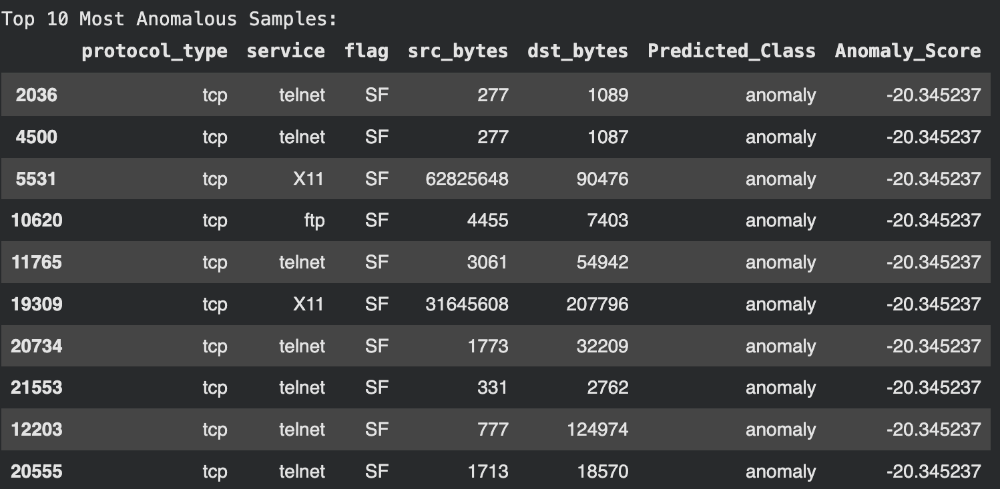 Top 10 Most Anomalous Samples:
protocol_type service flag src_bytes dst_bytes Predicted_Class Anomaly_Score
2036 tcp telnet SF 277 1089 anomaly -20.345237
4500 tcp telnet SF 277 1087 anomaly -20.345237
5531 tcp X11 SF 62825648 90476 anomaly -20.345237
10620 tcp ftp SF 4455 7403 anomaly -20.345237
11765 tcp telnet SF 3061 54942 anomaly -20.345237
19309 tcp X11 SF 31645608 207796 anomaly -20.345237
20734 tcp telnet SF 1773 32209 anomaly -20.345237
21553 tcp telnet SF 331 2762 anomaly -20.345237
12203 tcp telnet SF 777 124974 anomaly -20.345237
20555 tcp telnet SF 1713 18570 anomaly -20.345237